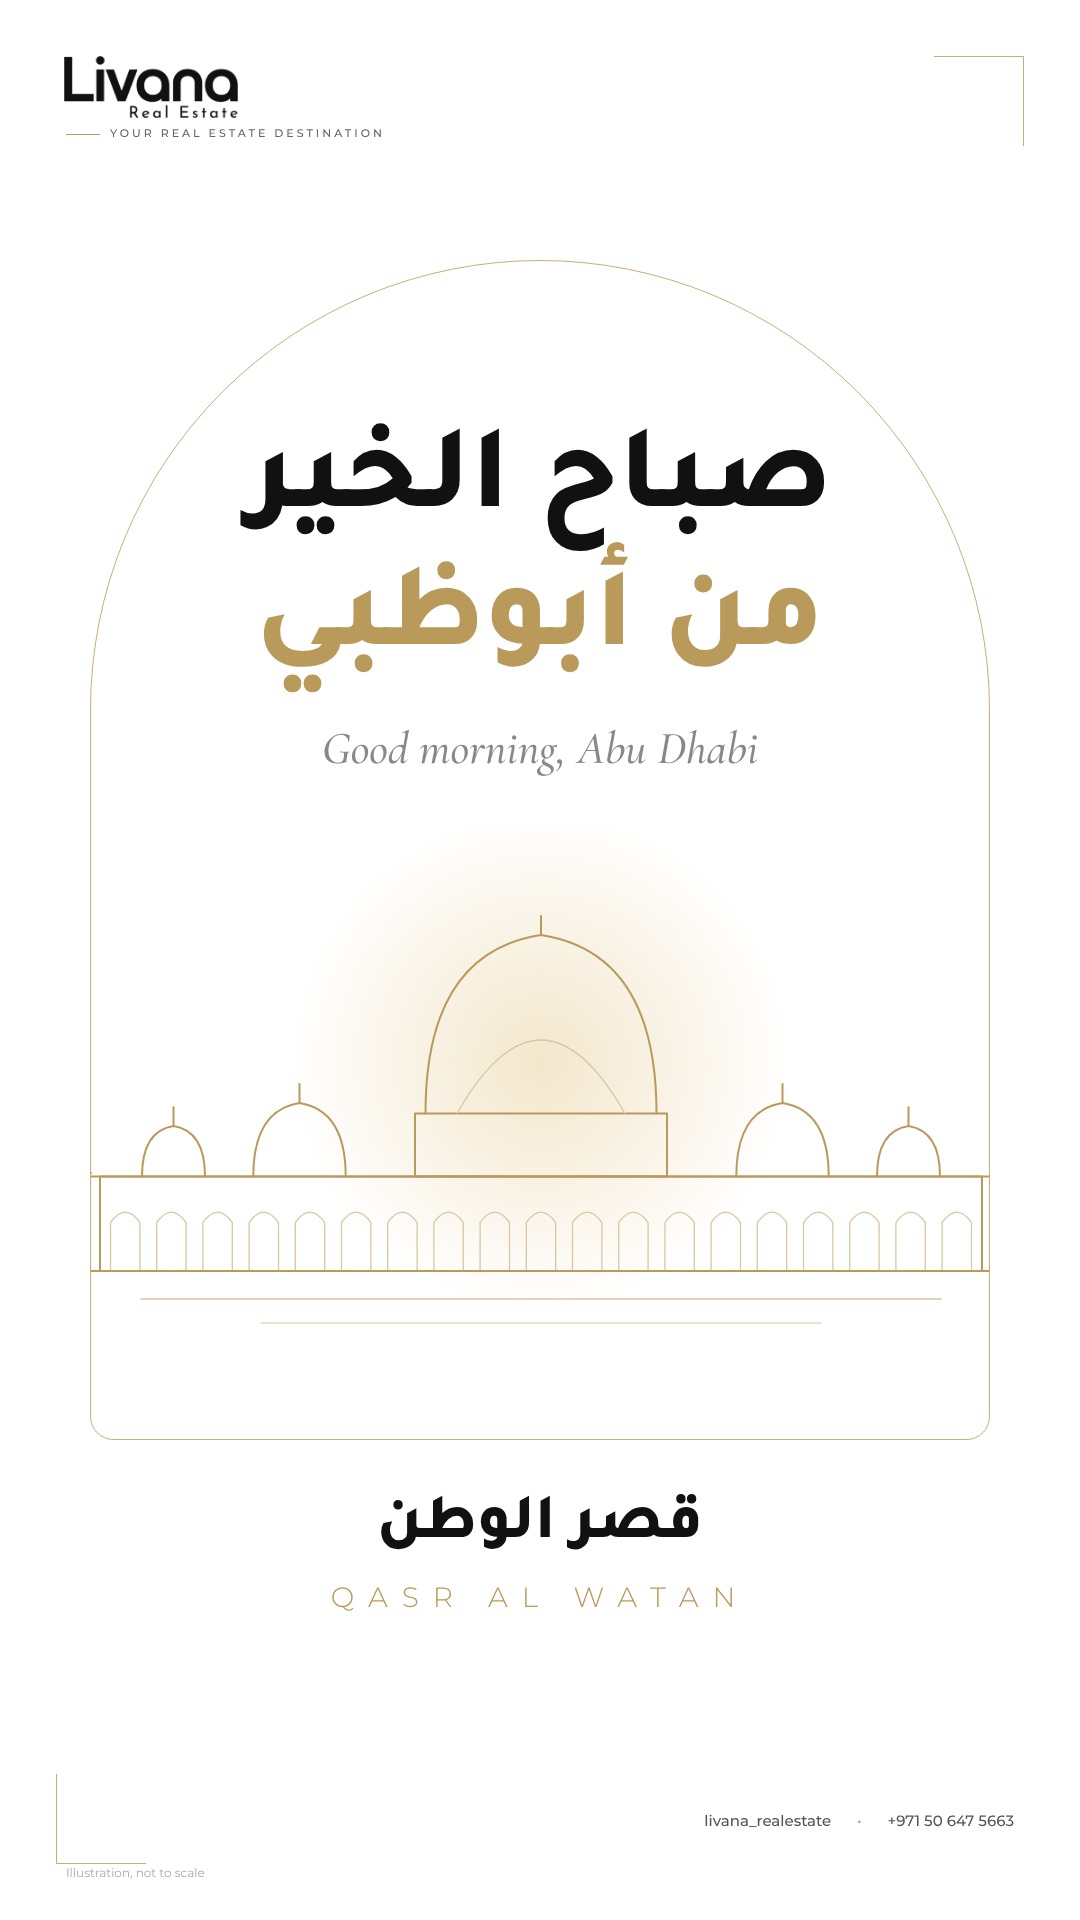 Livana
Real Estate
YOUR REAL ESTATE DESTINATION
صباح الخير
من أبوظبي
Good morning, Abu Dhabi
قصر الوطن
QASR AL WATAN
livana_realestate · +971 50 647 5663
Illustration, not to scale